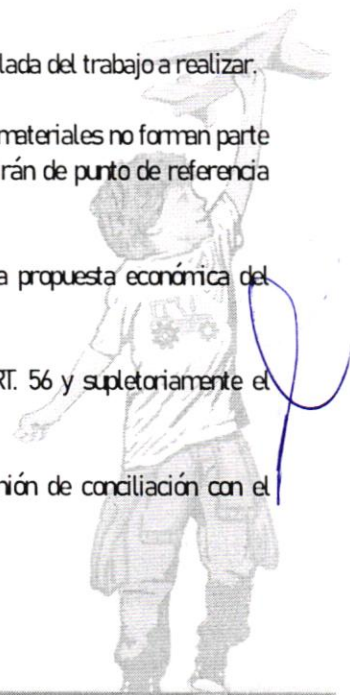 lada del trabajo a realizar.
materiales no forman parte
rán de punto de referencia
a propuesta económica del
RT. 56 y supletoriamente el
nión de conciliación con el